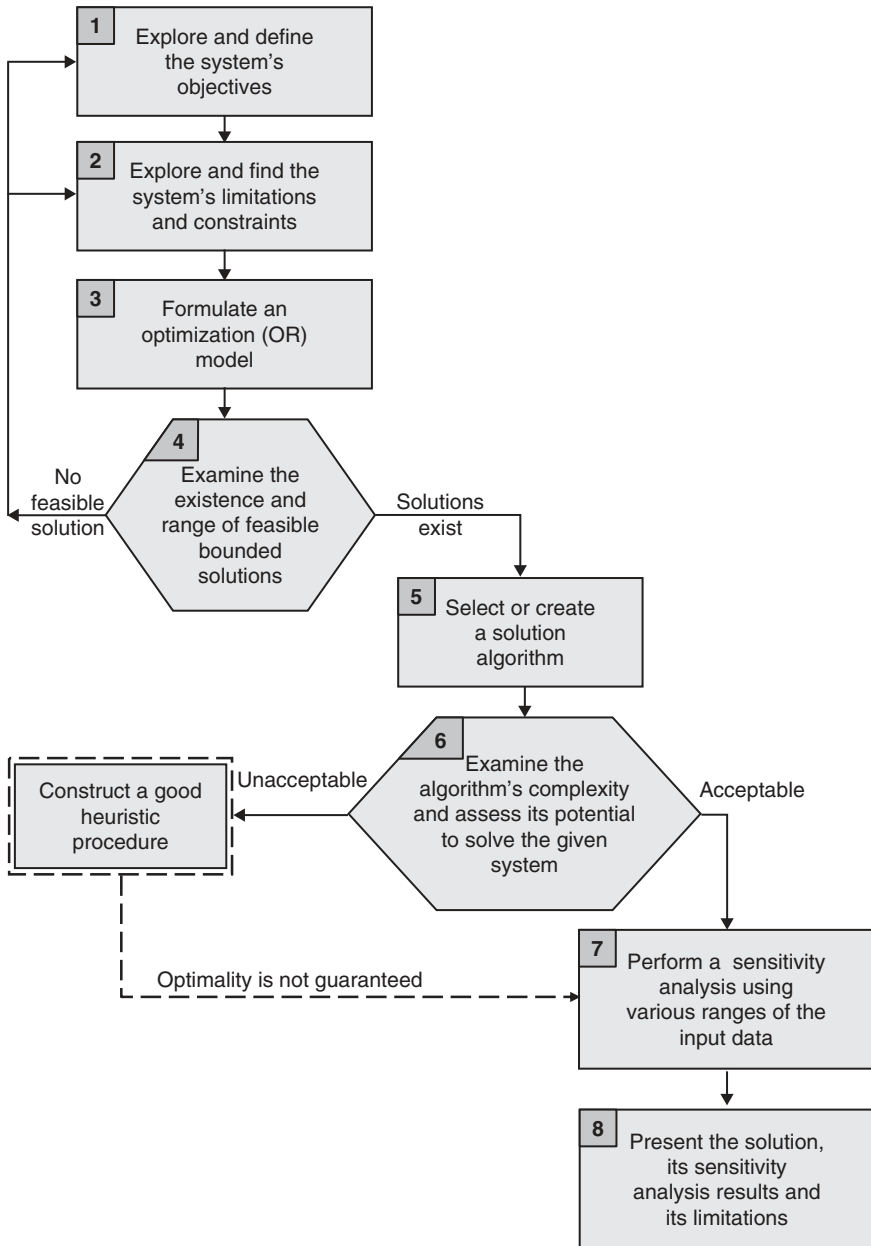 1
Explore and define
the system's
objectives
2
Explore and find the
system's limitations
and constraints
3
Formulate an
optimization (OR)
model
4
Examine the
existence and
range of feasible
bounded
solutions
No
feasible
solution
Solutions
exist
5
Select or create
a solution
algorithm
6
Examine the
algorithm's complexity
and assess its potential
to solve the given
system
Unacceptable
Acceptable
Construct a good
heuristic
procedure
Optimality is not guaranteed
7
Perform a sensitivity
analysis using
various ranges of the
input data
8
Present the solution,
its sensitivity
analysis results and
its limitations